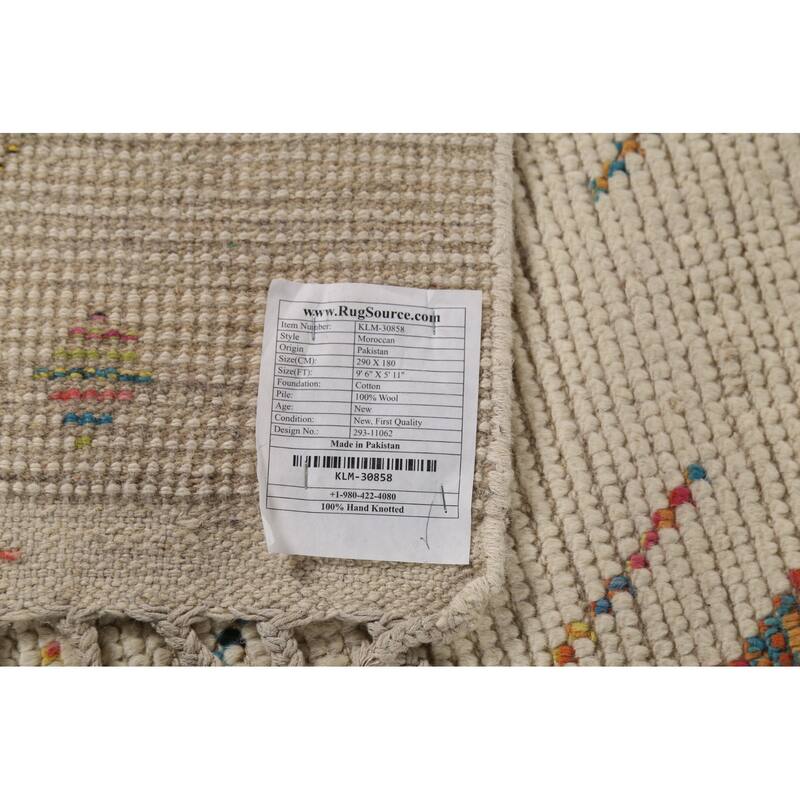 www.RugSource.com
Item Number: KLM-30858
Style Moroccan
Origin Pakistan
Size(CM): 290 X 180
Size(FT): 9' 6" X 5' 11"
Foundation: Cotton
Pile: 100% Wool
Age: New
Condition: New, First Quality
Design No.: 293-11062
Made in Pakistan
KLM-30858
+1-980-422-4080
100% Hand Knotted